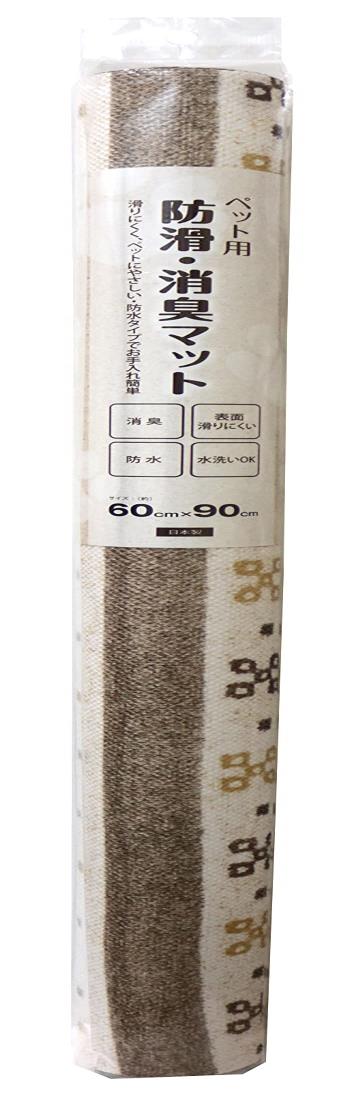 ペット用
防滑・消臭マット
滑りにくく、ペットにやさしい・防水タイプでお手入れ簡単
消臭
表面
滑りにくい
防水
水洗いOK
サイズ:(約)
60cm×90cm
日本製